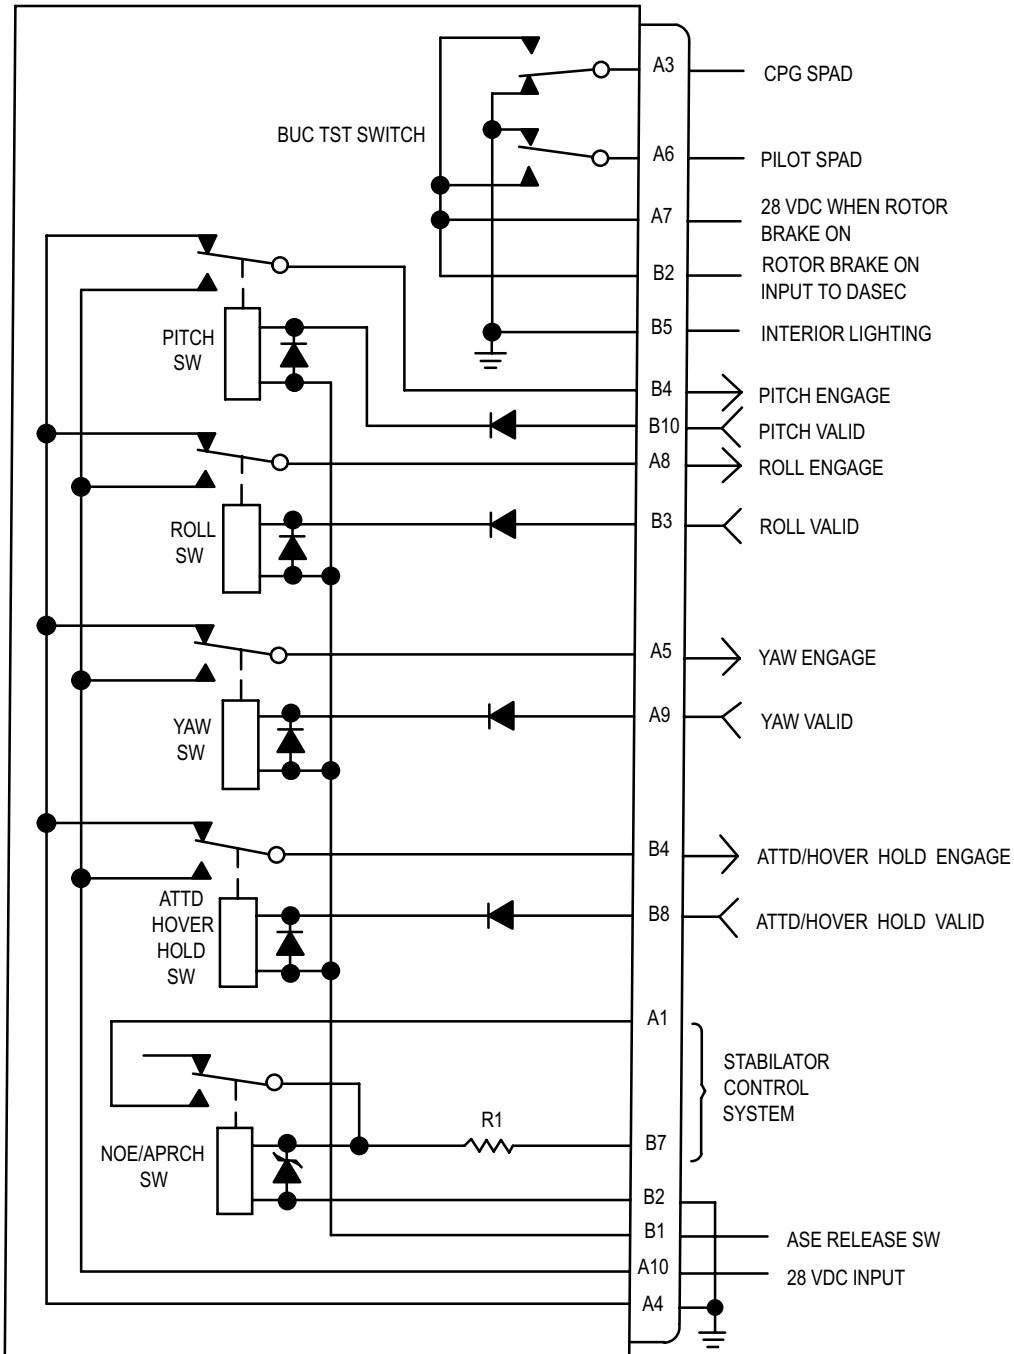 A3
CPG SPAD
BUC TST SWITCH
A6
PILOT SPAD
A7
28 VDC WHEN ROTOR
BRAKE ON
B2
ROTOR BRAKE ON
INPUT TO DASEC
B5
INTERIOR LIGHTING
PITCH
SW
B4
PITCH ENGAGE
B10
PITCH VALID
A8
ROLL ENGAGE
ROLL
SW
B3
ROLL VALID
A5
YAW ENGAGE
YAW
SW
A9
YAW VALID
B4
ATTD/HOVER HOLD ENGAGE
ATTD
HOVER
HOLD
SW
B8
ATTD/HOVER HOLD VALID
A1
STABILATOR
CONTROL
SYSTEM
R1
B7
NOE/APRCH
SW
B2
B1
ASE RELEASE SW
A10
28 VDC INPUT
A4